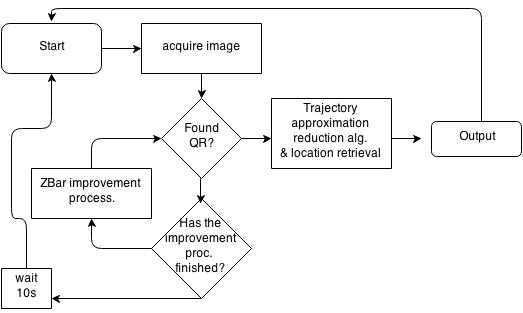 Start
acquire image
Found
QR?
Trajectory
approximation
reduction alg.
& location retrieval
Output
ZBar improvement
process.
Has the
improvement
proc.
finished?
wait
10s